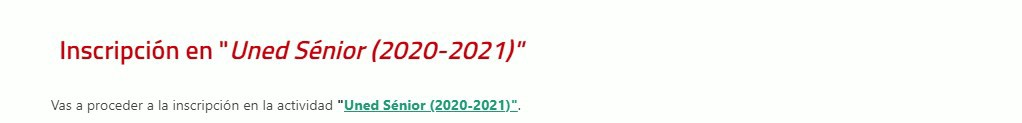 Inscripción en "Uned Sénior (2020-2021)"
Vas a proceder a la inscripción en la actividad "Uned Sénior (2020-2021)".